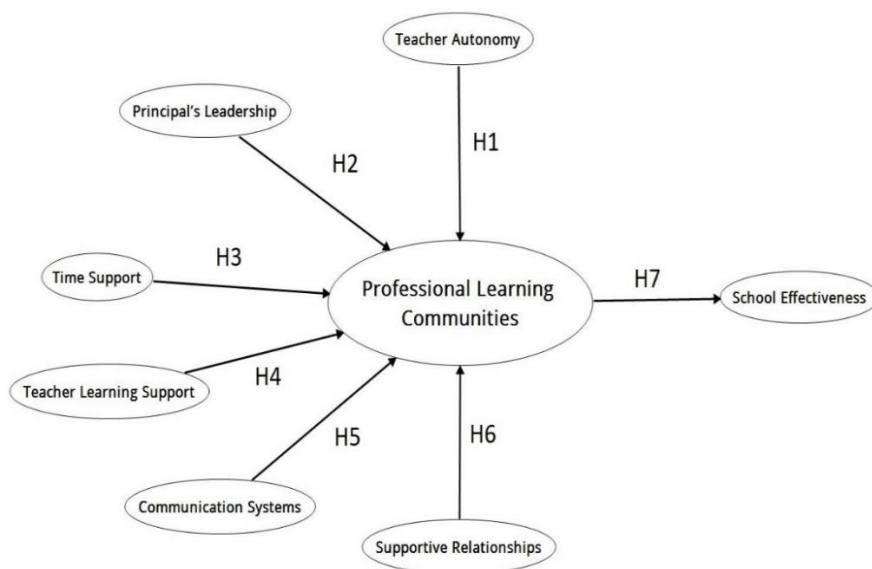 Teacher Autonomy
Principal's Leadership
H1
H2
H3
Time Support
Professional Learning
Communities
H7
School Effectiveness
H4
Teacher Learning Support
H5
H6
Communication Systems
Supportive Relationships